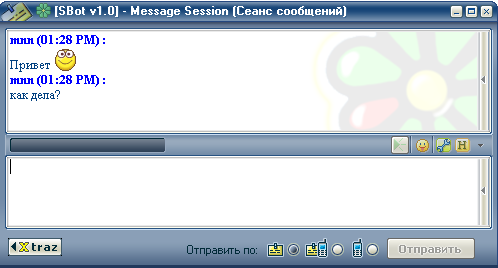 [SBot v1.0] - Message Session (Сеанс сообщений)
mnn (01:28 PM) :
Привет
mnn (01:28 PM) :
как дела?
H
Xtraz
Отправить по:
Отправить